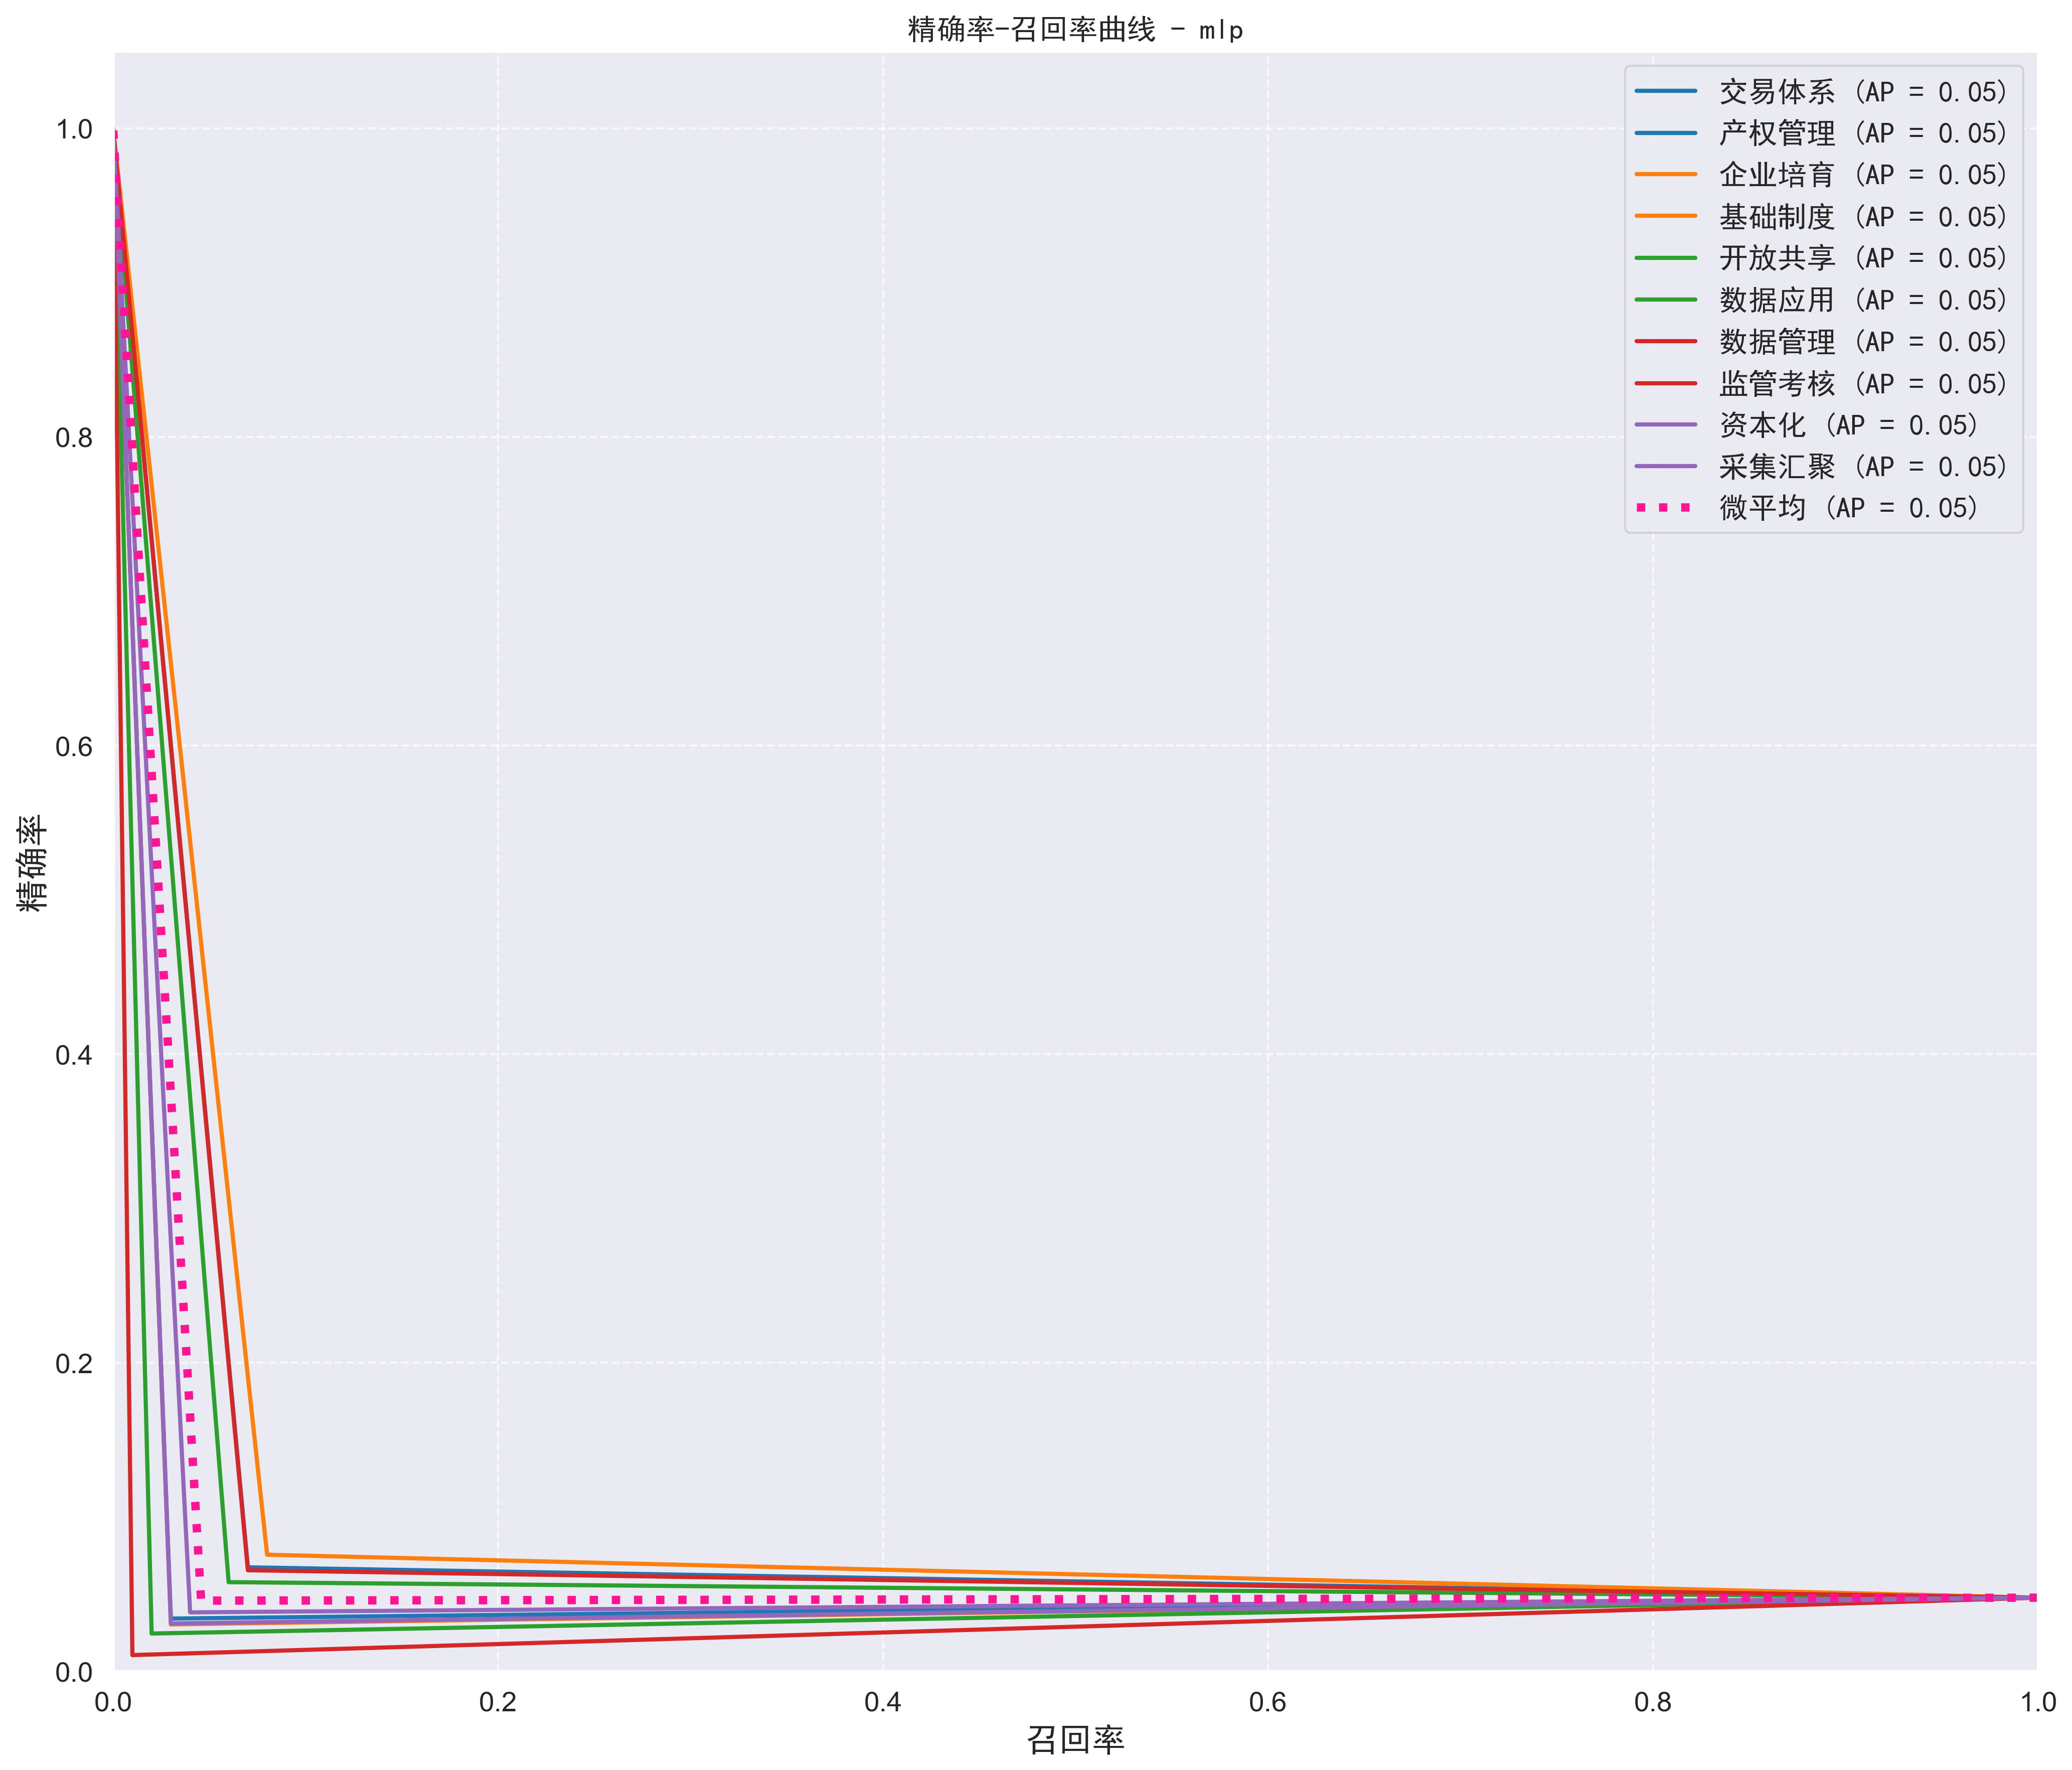 精确率-召回率曲线 - mlp
交易体系 (AP = 0.05)
产权管理 (AP = 0.05)
企业培育 (AP = 0.05)
基础制度 (AP = 0.05)
开放共享 (AP = 0.05)
数据应用 (AP = 0.05)
数据管理 (AP = 0.05)
监管考核 (AP = 0.05)
资本化 (AP = 0.05)
采集汇聚 (AP = 0.05)
微平均 (AP = 0.05)
精确率
1.0
0.8
0.6
0.4
0.2
0.0
0.0 0.2 0.4 0.6 0.8 1.0
召回率